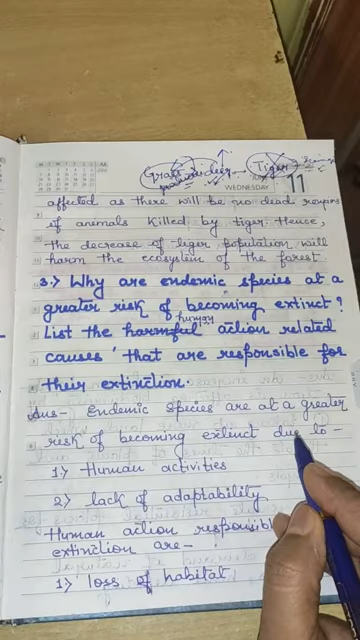 Grass → deer → Tiger
WEDNESDAY 11
affected as there will be no dead
of animals killed by tiger. Hence,
the decrease of tiger population will
harm the ecosystem of the forest.
3.) Why are endemic species at a
greater risk of becoming extinct?
human
List the harmful action related
causes that are responsible for
their extinction.
Ans - Endemic species are at a greater
risk of becoming extinct due to -
1) Human activities
2) lack of adaptability
Human action responsible
extinction are -
1) loss of habitat